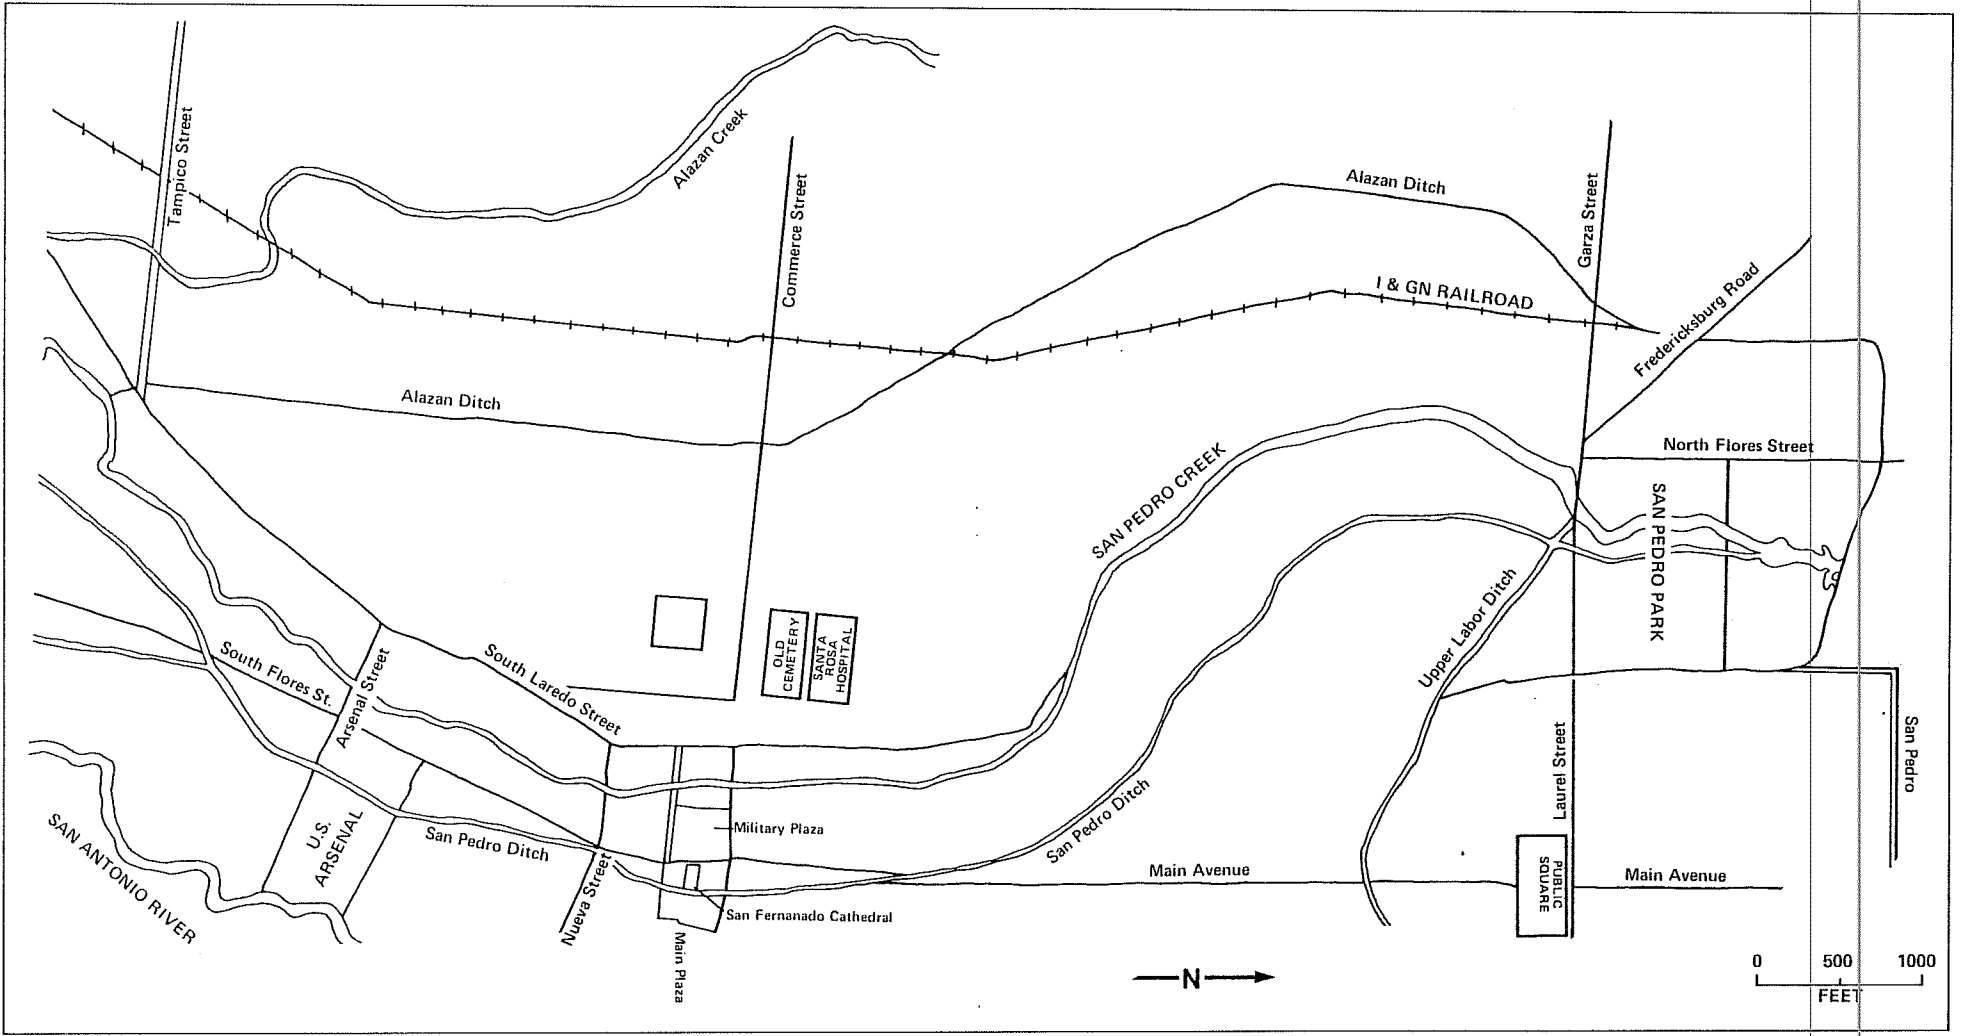 Tampico Street
Alazan Creek
Commerce Street
Alazan Ditch
Garza Street
I & GN RAILROAD
Fredericksburg Road
Alazan Ditch
North Flores Street
SAN PEDRO CREEK
SAN PEDRO PARK
Upper Labor Ditch
OLD
CEMETERY
SANTA
ROSA
HOSPITAL
South Laredo Street
South Flores St.
Arsenal Street
San Pedro
Laurel Street
San Pedro Ditch
Military Plaza
U.S.
ARSENAL
San Pedro Ditch
SAN ANTONIO RIVER
Nueva Street
Main Avenue
PUBLIC
SQUARE
Main Avenue
San Fernanado Cathedral
Main Plaza
N
0 500 1000
FEET